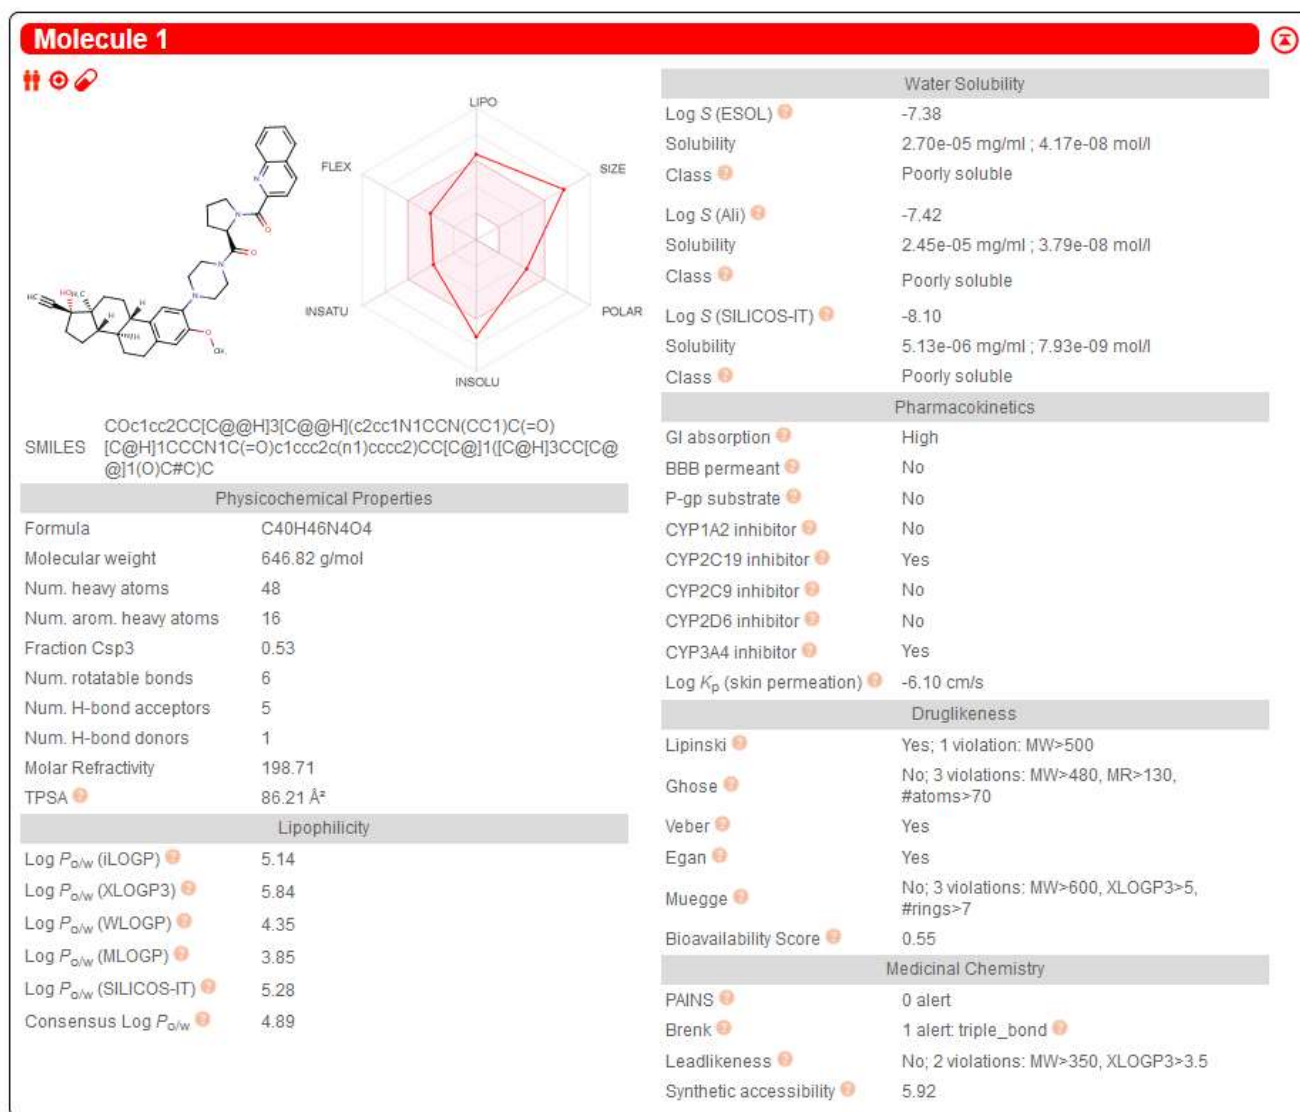 Molecule 1
LIPO
FLEX
SIZE
INSATU
POLAR
INSOLU
N
N
O
O
N
N
HC
HO
H₃C
H
H
H
O
CH₃
SMILES COc1cc2CC[C@@H]3[C@@H](c2cc1N1CCN(CC1)C(=O)
[C@H]1CCCN1C(=O)c1ccc2c(n1)cccc2)CC[C@]1([C@H]3CC[C@
@]1(O)C#C)C
Physicochemical Properties
Formula C40H46N4O4
Molecular weight 646.82 g/mol
Num. heavy atoms 48
Num. arom. heavy atoms 16
Fraction Csp3 0.53
Num. rotatable bonds 6
Num. H-bond acceptors 5
Num. H-bond donors 1
Molar Refractivity 198.71
TPSA ? 86.21 Å²
Lipophilicity
Log Po/w (iLOGP) ? 5.14
Log Po/w (XLOGP3) ? 5.84
Log Po/w (WLOGP) ? 4.35
Log Po/w (MLOGP) ? 3.85
Log Po/w (SILICOS-IT) ? 5.28
Consensus Log Po/w ? 4.89
Water Solubility
Log S (ESOL) ? -7.38
Solubility 2.70e-05 mg/ml ; 4.17e-08 mol/l
Class ? Poorly soluble
Log S (Ali) ? -7.42
Solubility 2.45e-05 mg/ml ; 3.79e-08 mol/l
Class ? Poorly soluble
Log S (SILICOS-IT) ? -8.10
Solubility 5.13e-06 mg/ml ; 7.93e-09 mol/l
Class ? Poorly soluble
Pharmacokinetics
GI absorption ? High
BBB permeant ? No
P-gp substrate ? No
CYP1A2 inhibitor ? No
CYP2C19 inhibitor ? Yes
CYP2C9 inhibitor ? No
CYP2D6 inhibitor ? No
CYP3A4 inhibitor ? Yes
Log Kp (skin permeation) ? -6.10 cm/s
Druglikeness
Lipinski ? Yes; 1 violation: MW>500
Ghose ? No; 3 violations: MW>480, MR>130,
#atoms>70
Veber ? Yes
Egan ? Yes
Muegge ? No; 3 violations: MW>600, XLOGP3>5,
#rings>7
Bioavailability Score ? 0.55
Medicinal Chemistry
PAINS ? 0 alert
Brenk ? 1 alert: triple_bond ?
Leadlikeness ? No; 2 violations: MW>350, XLOGP3>3.5
Synthetic accessibility ? 5.92